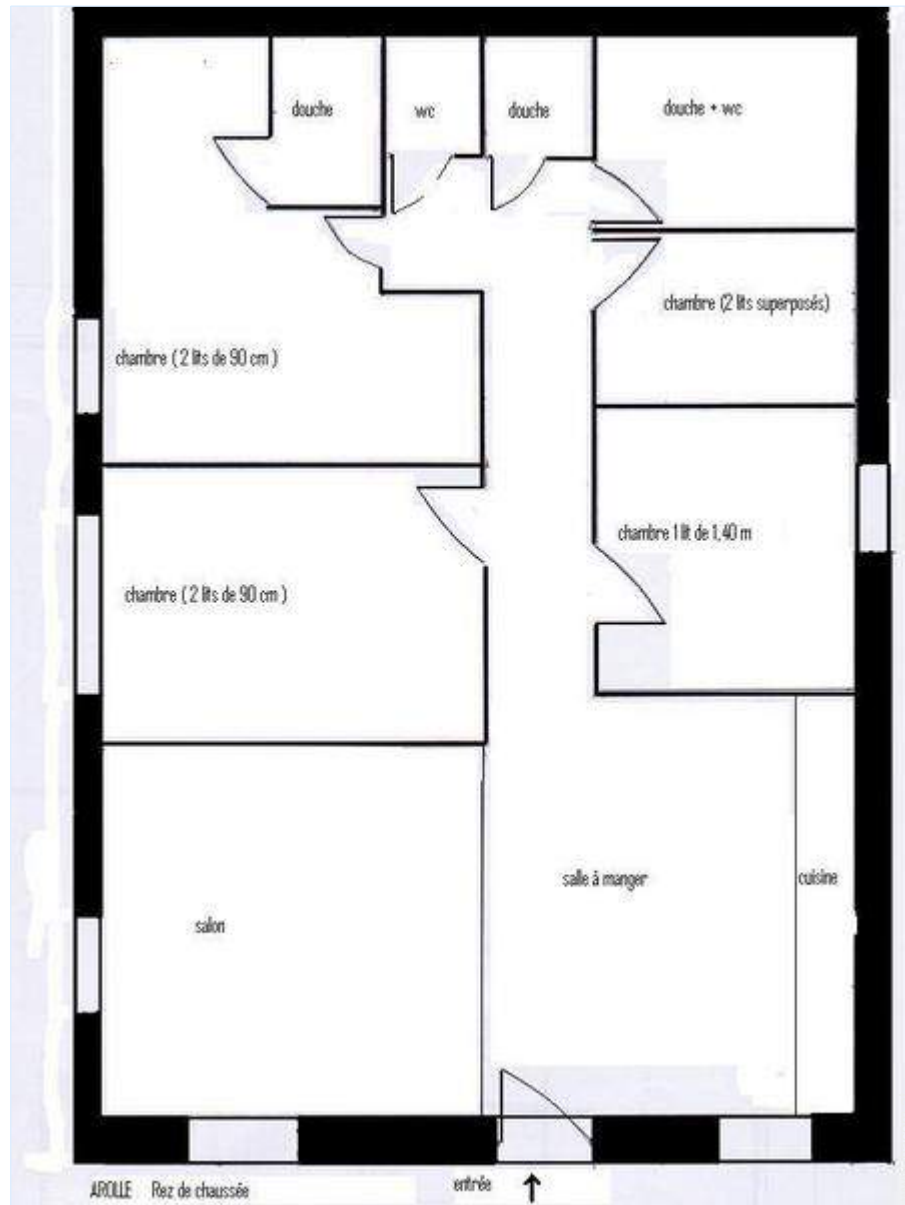 douche
wc
douche
douche + wc
chambre (2 lits superposés)
chambre ( 2 lits de 90 cm )
chambre 1 lit de 1,40 m
chambre ( 2 lits de 90 cm )
salle à manger
cuisine
salon
AROLLE Rez de chaussée
entrée